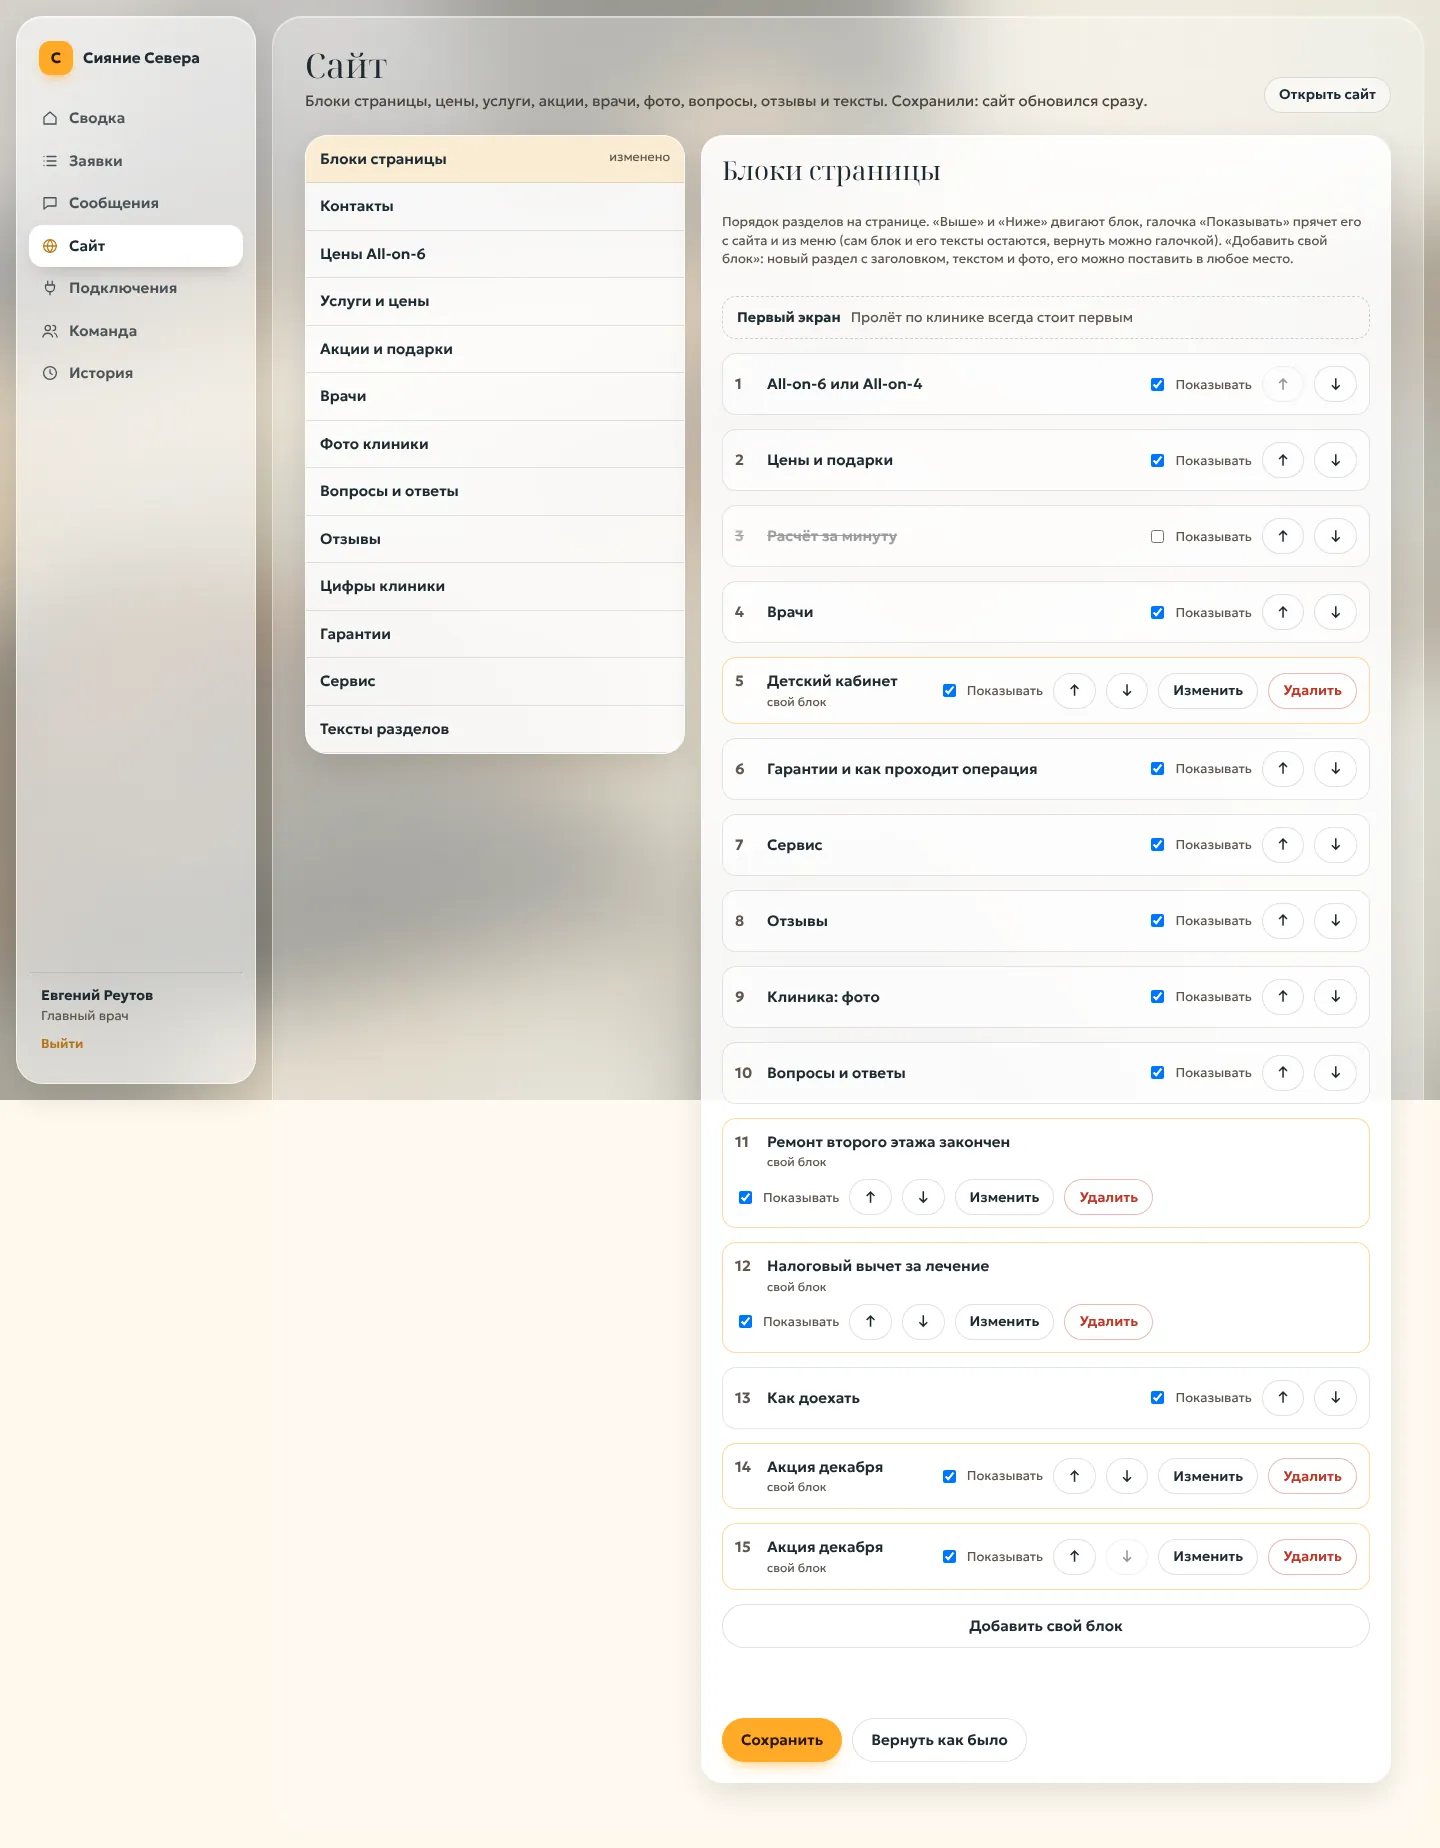 С Сияние Севера
Сводка
Заявки
Сообщения
Сайт
Подключения
Команда
История
Евгений Реутов
Главный врач
Выйти
Сайт
Блоки страницы, цены, услуги, акции, врачи, фото, вопросы, отзывы и тексты. Сохранили: сайт обновился сразу.
Открыть сайт
Блоки страницы изменено
Контакты
Цены All-on-6
Услуги и цены
Акции и подарки
Врачи
Фото клиники
Вопросы и ответы
Отзывы
Цифры клиники
Гарантии
Сервис
Тексты разделов
Блоки страницы
Порядок разделов на странице. «Выше» и «Ниже» двигают блок, галочка «Показывать» прячет его
с сайта и из меню (сам блок и его тексты остаются, вернуть можно галочкой). «Добавить свой
блок»: новый раздел с заголовком, текстом и фото, его можно поставить в любое место.
Первый экран Пролёт по клинике всегда стоит первым
1 All-on-6 или All-on-4 Показывать ↑ ↓
2 Цены и подарки Показывать ↑ ↓
3 Расчёт за минуту Показывать ↑ ↓
4 Врачи Показывать ↑ ↓
5 Детский кабинет Показывать ↑ ↓ Изменить Удалить
свой блок
6 Гарантии и как проходит операция Показывать ↑ ↓
7 Сервис Показывать ↑ ↓
8 Отзывы Показывать ↑ ↓
9 Клиника: фото Показывать ↑ ↓
10 Вопросы и ответы Показывать ↑ ↓
11 Ремонт второго этажа закончен
свой блок
Показывать ↑ ↓ Изменить Удалить
12 Налоговый вычет за лечение
свой блок
Показывать ↑ ↓ Изменить Удалить
13 Как доехать Показывать ↑ ↓
14 Акция декабря Показывать ↑ ↓ Изменить Удалить
свой блок
15 Акция декабря Показывать ↑ ↓ Изменить Удалить
свой блок
Добавить свой блок
Сохранить Вернуть как было